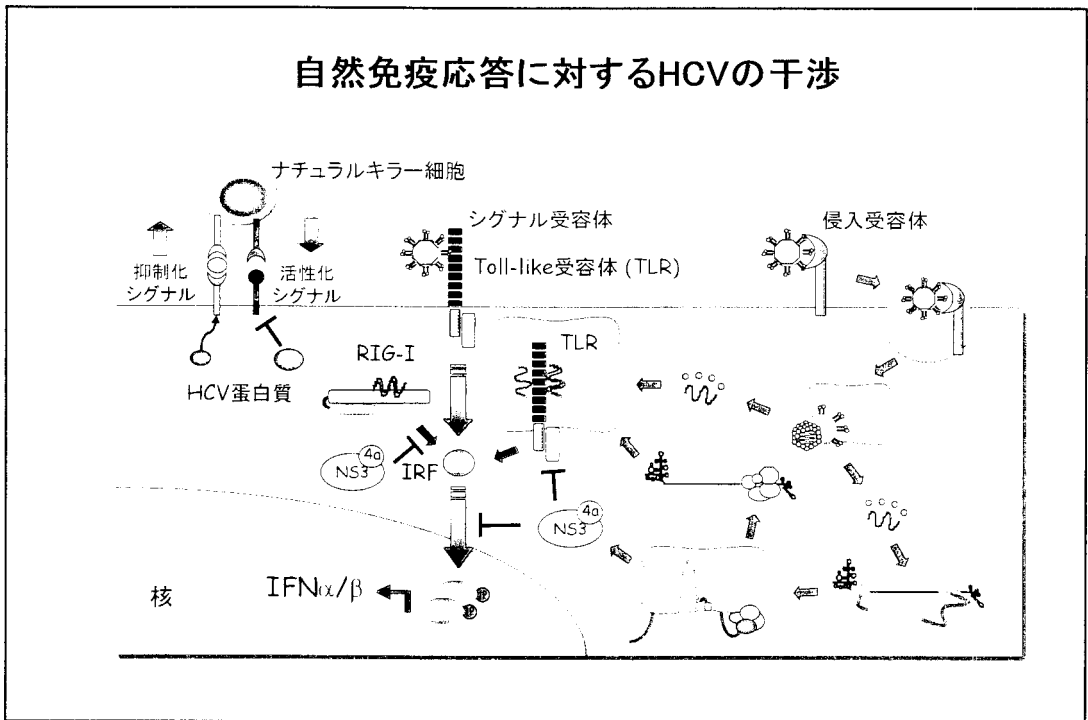 自然免疫応答に対するHCVの干渉
ナチュラルキラー細胞
シグナル受容体
侵入受容体
抑制化
シグナル
活性化
シグナル
Toll-like受容体 (TLR)
RIG-I
TLR
HCV蛋白質
NS3
4a
IRF
NS3
4a
核
IFNα/β